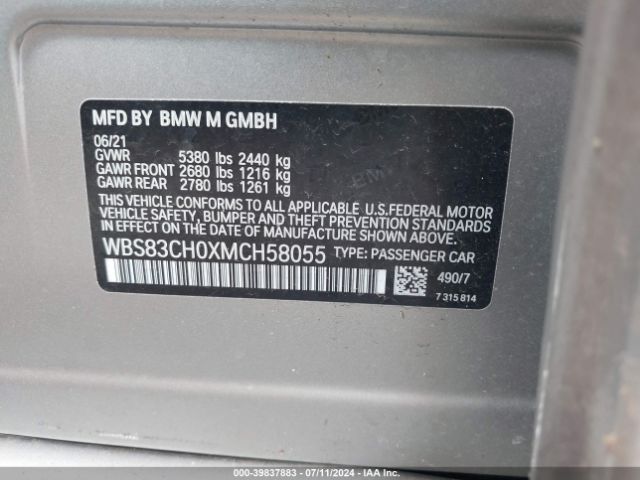 MFD BY BMW M GMBH
06/21
GVWR 5380 lbs 2440 kg
GAWR FRONT 2680 lbs 1216 kg
GAWR REAR 2780 lbs 1261 kg
THIS VEHICLE CONFORMS TO ALL APPLICABLE U.S.FEDERAL MOTOR
VEHICLE SAFETY, BUMPER AND THEFT PREVENTION STANDARDS
IN EFFECT ON THE DATE OF MANUFACTURE SHOWN ABOVE.
WBS83CH0XMCH58055 TYPE: PASSENGER CAR
490/7
7 315 814
000-39837883 - 07/11/2024 - IAA Inc.